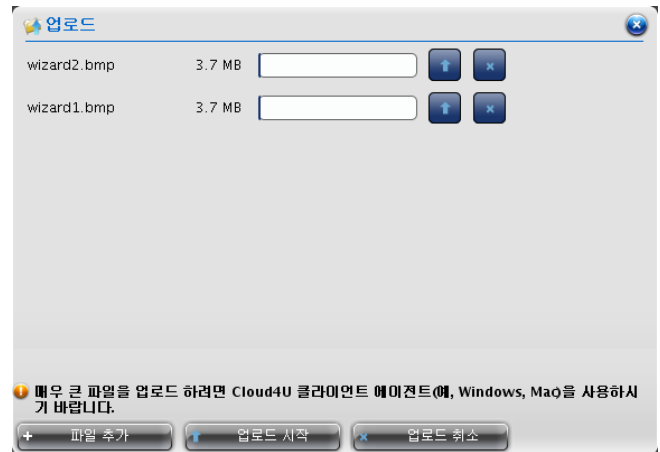 업로드
wizard2.bmp 3.7 MB
wizard1.bmp 3.7 MB
매우 큰 파일을 업로드 하려면 Cloud4U 클라이언트 에이젼트(예, Windows, Mac)을 사용하시
기 바랍니다.
파일 추가 업로드 시작 업로드 취소